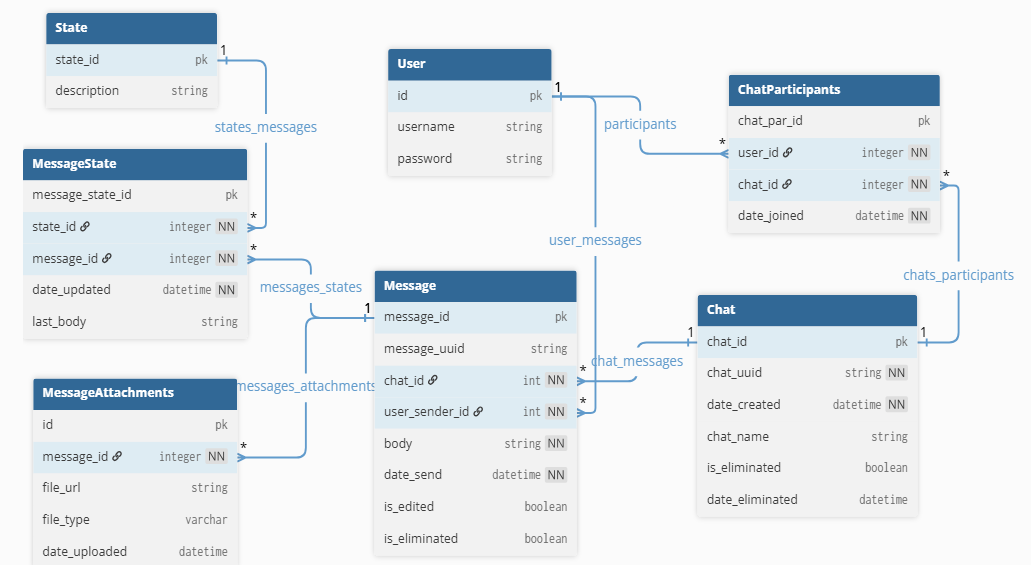 State
state_id pk
description string
states_messages
MessageState
message_state_id pk
state_id integer NN
message_id integer NN
date_updated datetime NN
last_body string
messages_states
MessageAttachments
id pk
message_id integer NN
file_url string
file_type varchar
date_uploaded datetime
messages_attachments
User
id pk
username string
password string
participants
user_messages
Message
message_id pk
message_uuid string
chat_id int NN
user_sender_id int NN
body string NN
date_send datetime NN
is_edited boolean
is_eliminated boolean
chat_messages
ChatParticipants
chat_par_id pk
user_id integer NN
chat_id integer NN
date_joined datetime NN
chats_participants
Chat
chat_id pk
chat_uuid string NN
date_created datetime NN
chat_name string
is_eliminated boolean
date_eliminated datetime
1
*
*
1
*
1
*
*
1
*
*
1